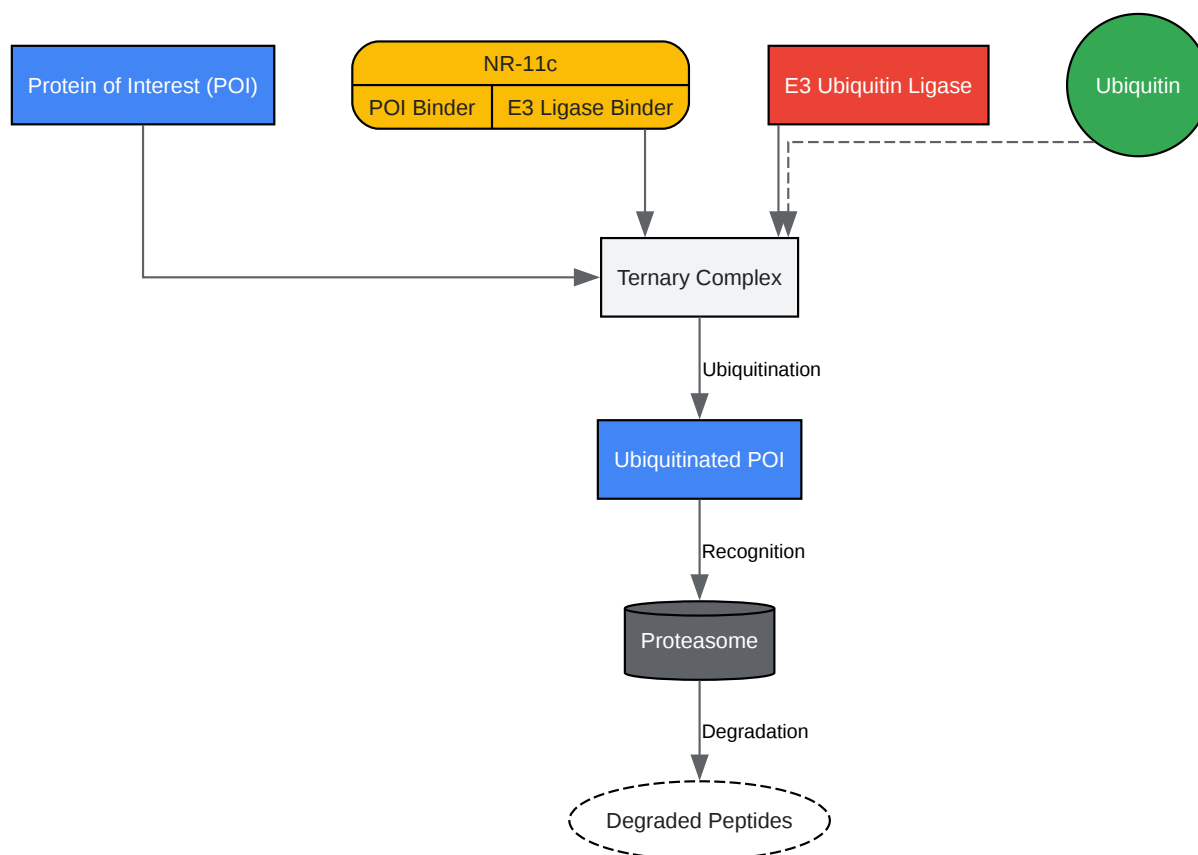 Protein of Interest (POI)
NR-11c
POI Binder
E3 Ligase Binder
E3 Ubiquitin Ligase
Ubiquitin
Ternary Complex
Ubiquitination
Ubiquitinated POI
Recognition
Proteasome
Degradation
Degraded Peptides